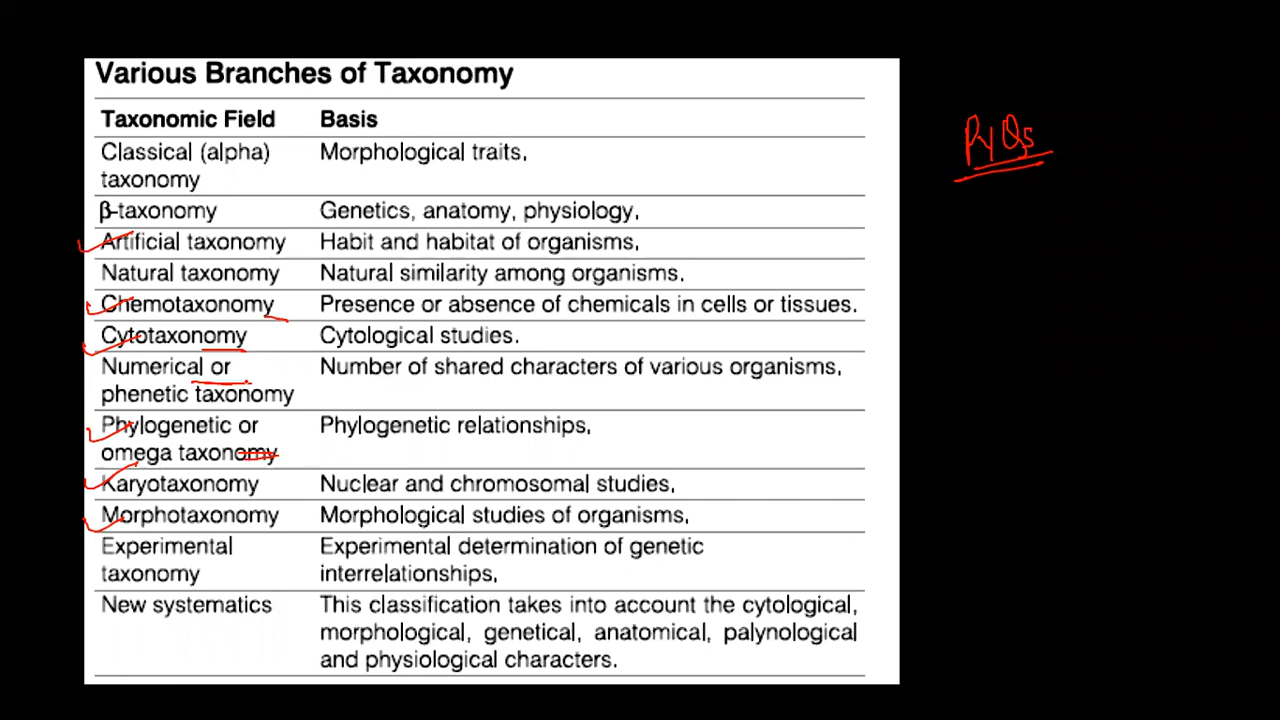 Various Branches of Taxonomy
Taxonomic Field Basis
Classical (alpha) Morphological traits.
taxonomy
β-taxonomy Genetics, anatomy, physiology.
Artificial taxonomy Habit and habitat of organisms.
Natural taxonomy Natural similarity among organisms.
Chemotaxonomy Presence or absence of chemicals in cells or tissues.
Cytotaxonomy Cytological studies.
Numerical or Number of shared characters of various organisms.
phenetic taxonomy
Phylogenetic or Phylogenetic relationships.
omega taxonomy
Karyotaxonomy Nuclear and chromosomal studies.
Morphotaxonomy Morphological studies of organisms.
Experimental Experimental determination of genetic
taxonomy interrelationships.
New systematics This classification takes into account the cytological,
morphological, genetical, anatomical, palynological
and physiological characters.
PyQs